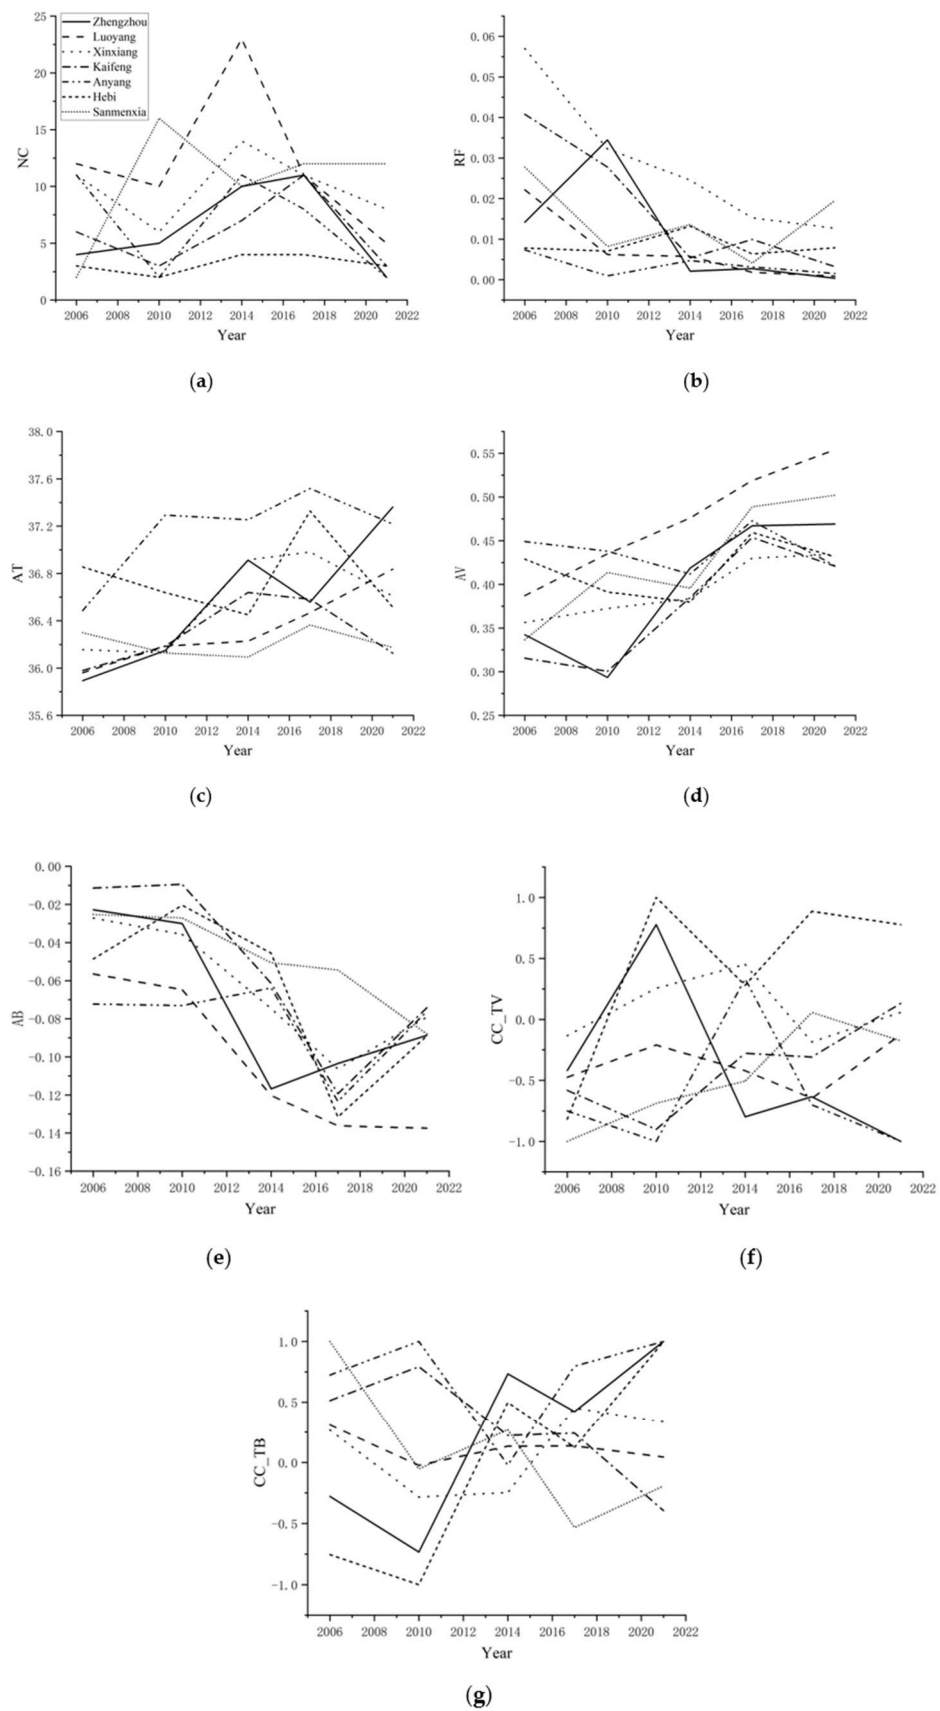 25
20
15
10
5
0
NC
Zhengzhou
Luoyang
Xinxiang
Kaifeng
Anyang
Hebi
Sanmenxia
2006 2008 2010 2012 2014 2016 2018 2020 2022
Year
(a)
0.06
0.05
0.04
0.03
0.02
0.01
0.00
RF
2006 2008 2010 2012 2014 2016 2018 2020 2022
Year
(b)
38.0
37.6
37.2
36.8
36.4
36.0
35.6
AT
2006 2008 2010 2012 2014 2016 2018 2020 2022
Year
(c)
0.55
0.50
0.45
0.40
0.35
0.30
0.25
AV
2006 2008 2010 2012 2014 2016 2018 2020 2022
Year
(d)
0.00
-0.02
-0.04
-0.06
-0.08
-0.10
-0.12
-0.14
-0.16
AB
2006 2008 2010 2012 2014 2016 2018 2020 2022
Year
(e)
1.0
0.5
0.0
-0.5
-1.0
CC_TV
2006 2008 2010 2012 2014 2016 2018 2020 2022
Year
(f)
1.0
0.5
0.0
-0.5
-1.0
CC_TB
2006 2008 2010 2012 2014 2016 2018 2020 2022
Year
(g)